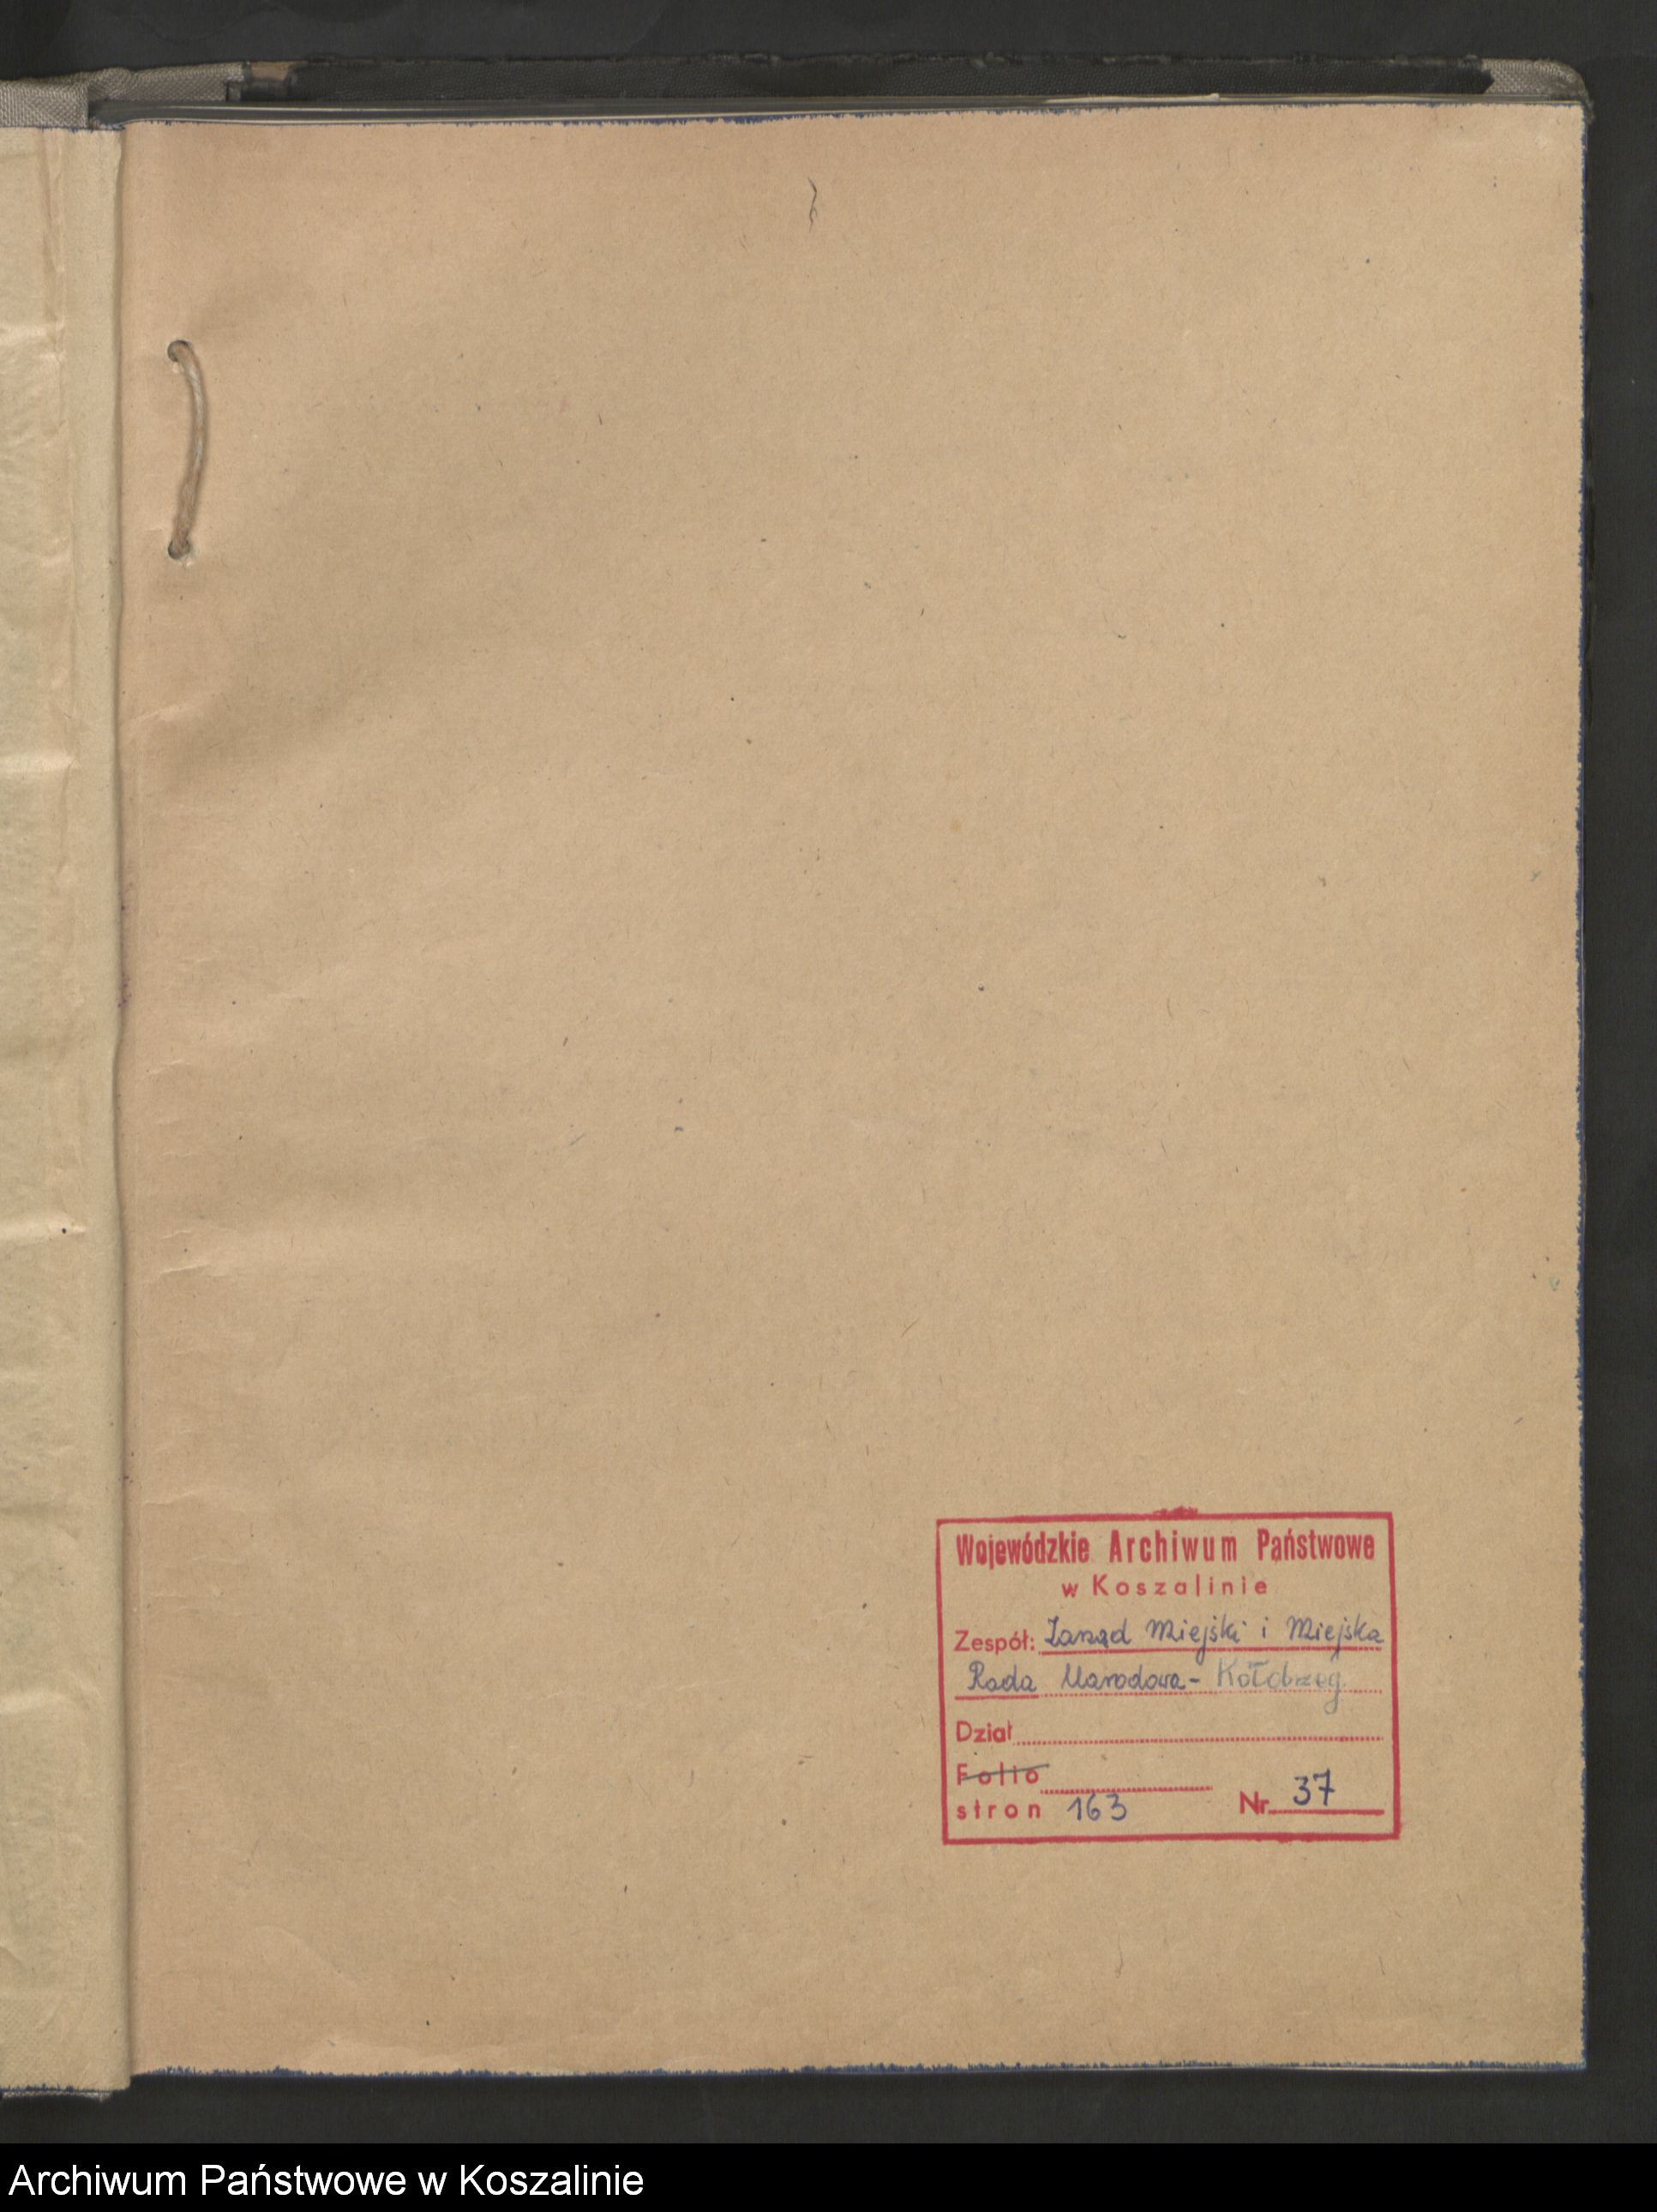 Wojewódzkie Archiwum Państwowe
w Koszalinie
Zespół: Zarząd Miejski i Miejska
Rada Narodowa - Kołobrzeg
Dział
Folio
stron 163 Nr 37
Archiwum Państwowe w Koszalinie